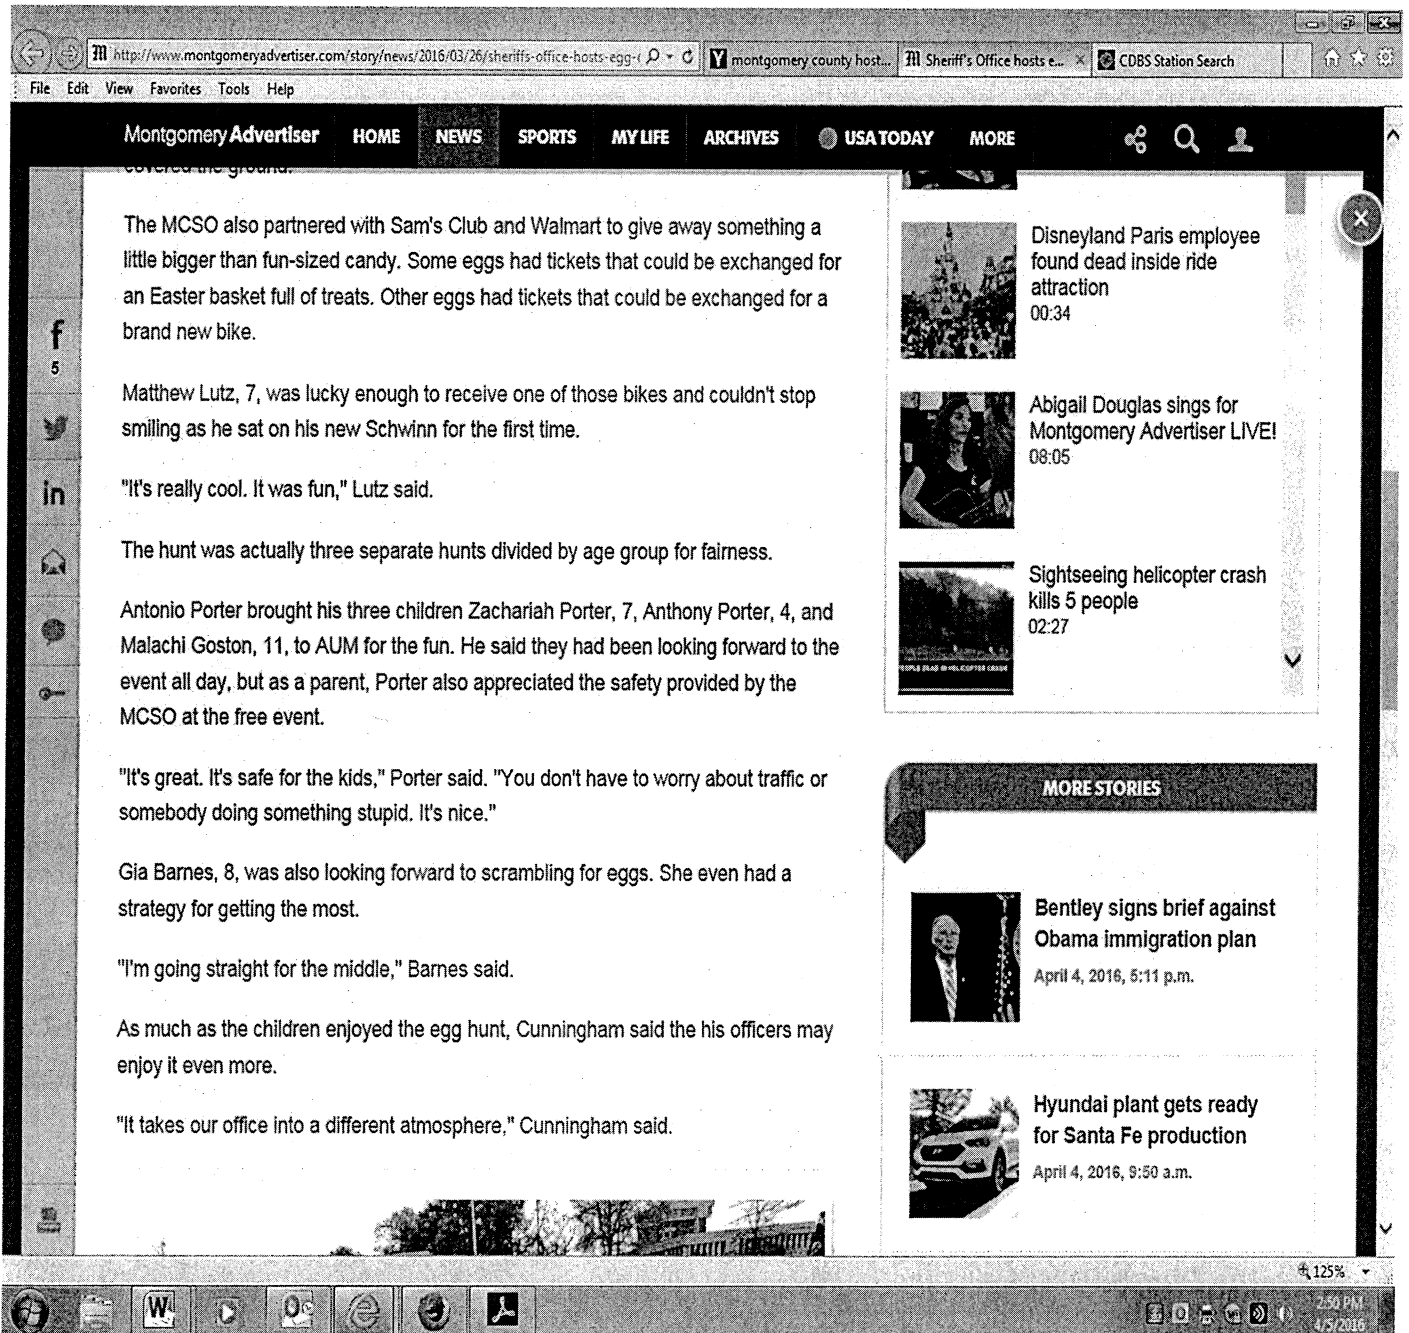 http://www.montgomeryadvertiser.com/story/news/2016/03/26/sheriffs-office-hosts-egg-
montgomery county host...
Sheriff's Office hosts e...
CDBS Station Search
File Edit View Favorites Tools Help
Montgomery Advertiser HOME NEWS SPORTS MY LIFE ARCHIVES USA TODAY MORE
covered the ground.
The MCSO also partnered with Sam's Club and Walmart to give away something a
little bigger than fun-sized candy. Some eggs had tickets that could be exchanged for
an Easter basket full of treats. Other eggs had tickets that could be exchanged for a
brand new bike.
Matthew Lutz, 7, was lucky enough to receive one of those bikes and couldn't stop
smiling as he sat on his new Schwinn for the first time.
"It's really cool. It was fun," Lutz said.
The hunt was actually three separate hunts divided by age group for fairness.
Antonio Porter brought his three children Zachariah Porter, 7, Anthony Porter, 4, and
Malachi Goston, 11, to AUM for the fun. He said they had been looking forward to the
event all day, but as a parent, Porter also appreciated the safety provided by the
MCSO at the free event.
"It's great. It's safe for the kids," Porter said. "You don't have to worry about traffic or
somebody doing something stupid. It's nice."
Gia Barnes, 8, was also looking forward to scrambling for eggs. She even had a
strategy for getting the most.
"I'm going straight for the middle," Barnes said.
As much as the children enjoyed the egg hunt, Cunningham said the his officers may
enjoy it even more.
"It takes our office into a different atmosphere," Cunningham said.
f
5
in
Disneyland Paris employee
found dead inside ride
attraction
00:34
Abigail Douglas sings for
Montgomery Advertiser LIVE!
08:05
Sightseeing helicopter crash
kills 5 people
02:27
MORE STORIES
Bentley signs brief against
Obama immigration plan
April 4, 2016, 5:11 p.m.
Hyundai plant gets ready
for Santa Fe production
April 4, 2016, 9:50 a.m.
125%
2:50 PM
4/5/2016